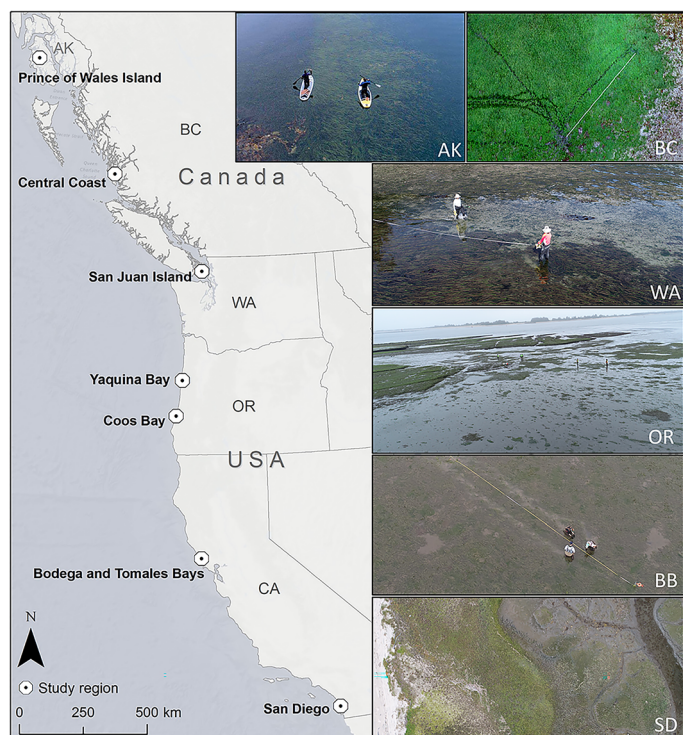 AK
Prince of Wales Island
BC
Central Coast
Canada
San Juan Island
WA
Yaquina Bay
OR
Coos Bay
USA
Bodega and Tomales Bays
CA
N
Study region
0 250 500 km
San Diego
AK
BC
WA
OR
BB
SD